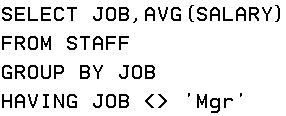 SELECT JOB,AVG(SALARY)
FROM STAFF
GROUP BY JOB
HAVING JOB <> 'Mgr'